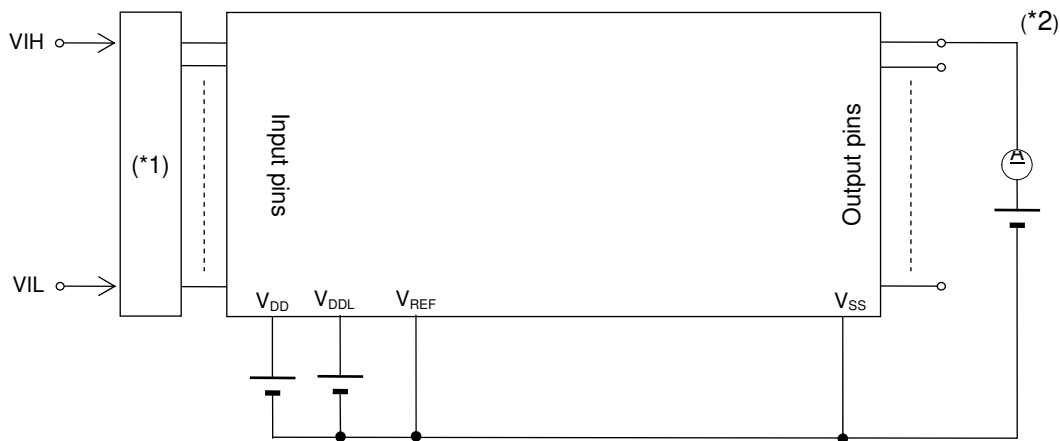 (*2)
VIH
(*1)
Input pins
Output pins
A
VIL
VDD VDDL VREF VSS